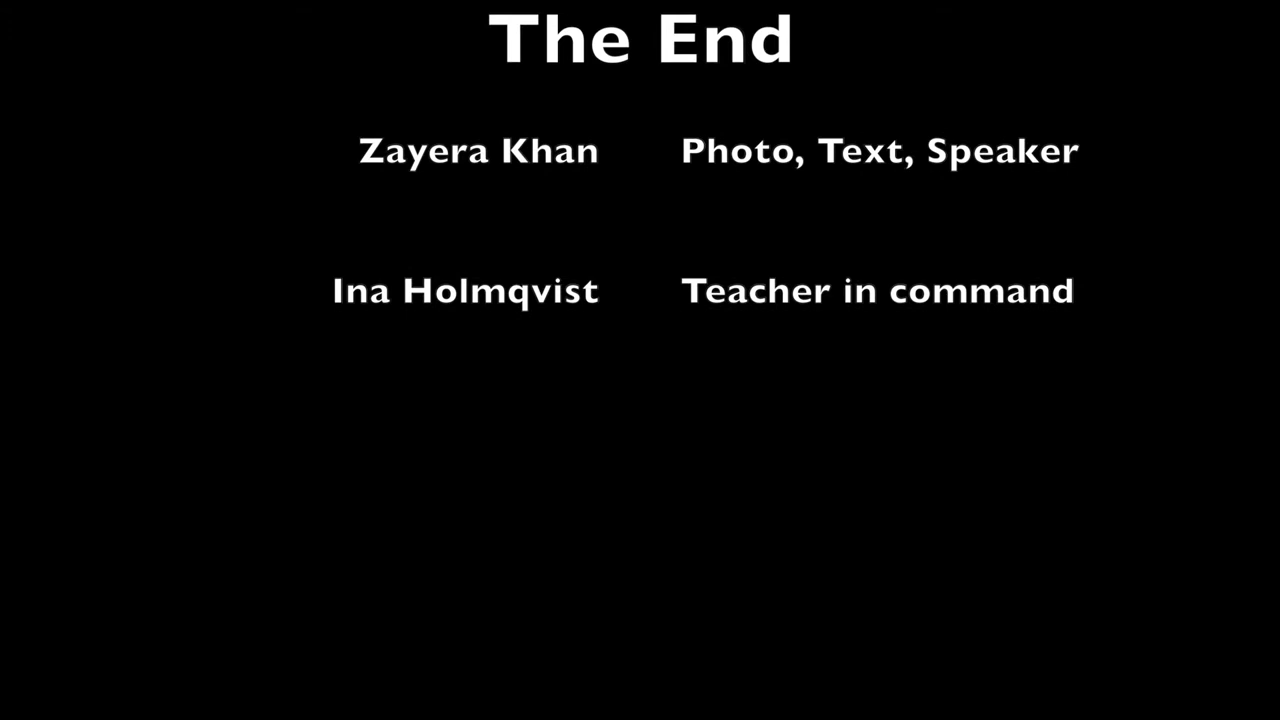 The End
Zayera Khan Photo, Text, Speaker
Ina Holmqvist Teacher in command